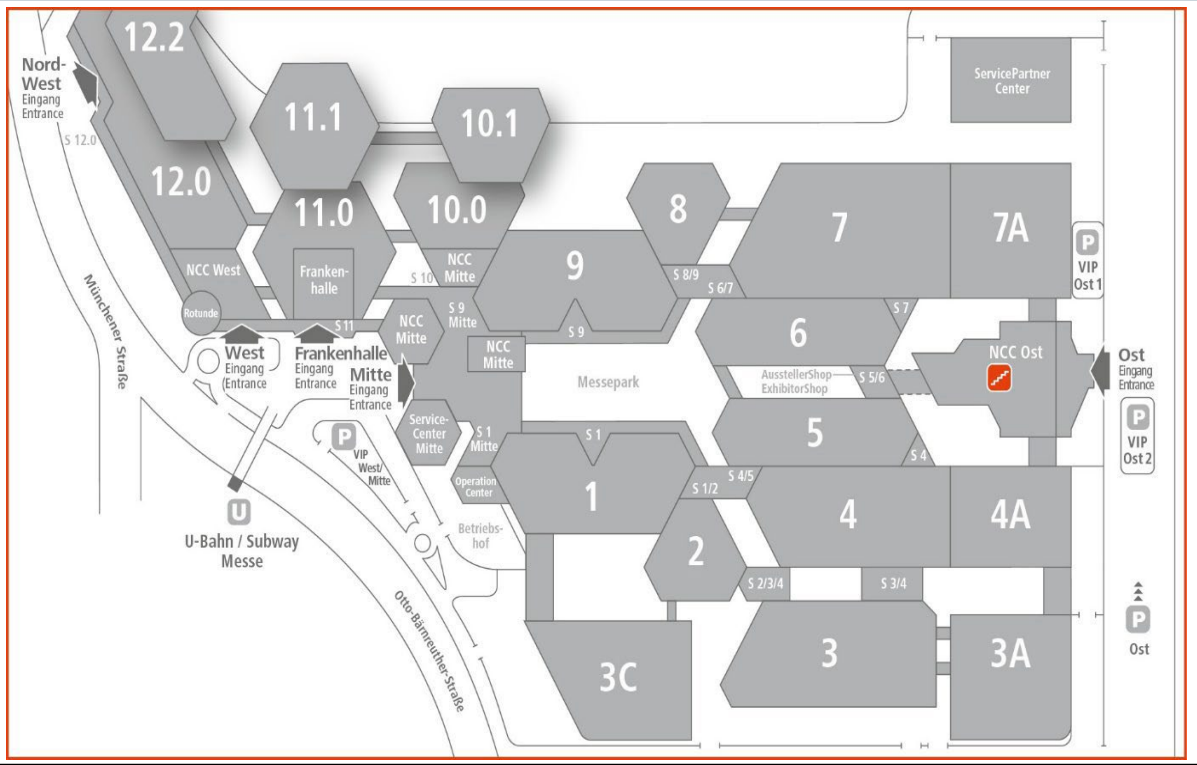 12.2
Nord-
West
Eingang
Entrance
S 12.0
12.0
11.1
10.1
ServicePartner
Center
11.0
10.0
8
7
7A
P
VIP
Ost 1
NCC West
Franken-
halle
S 10
NCC
Mitte
9
S 8/9
S 6/7
Rotunde
S 11
NCC
Mitte
S 9
Mitte
S 9
NCC
Mitte
6
S 7
NCC Ost
Ost
Eingang
Entrance
Münchener Straße
West
Eingang
(Entrance
Frankenhalle
Eingang
Entrance
Mitte
Eingang
Entrance
Messepark
AusstellerShop
ExhibitorShop
S 5/6
P
VIP
Ost 2
Service-
Center
Mitte
S 1
Mitte
S 1
5
S 4
P
VIP
West/
Mitte
Operation
Center
1
S 1/2
S 4/5
4
4A
U
U-Bahn / Subway
Messe
Betriebs-
hof
2
S 2/3/4
S 3/4
Otto-Bärnreuther-Straße
3C
3
3A
P
Ost